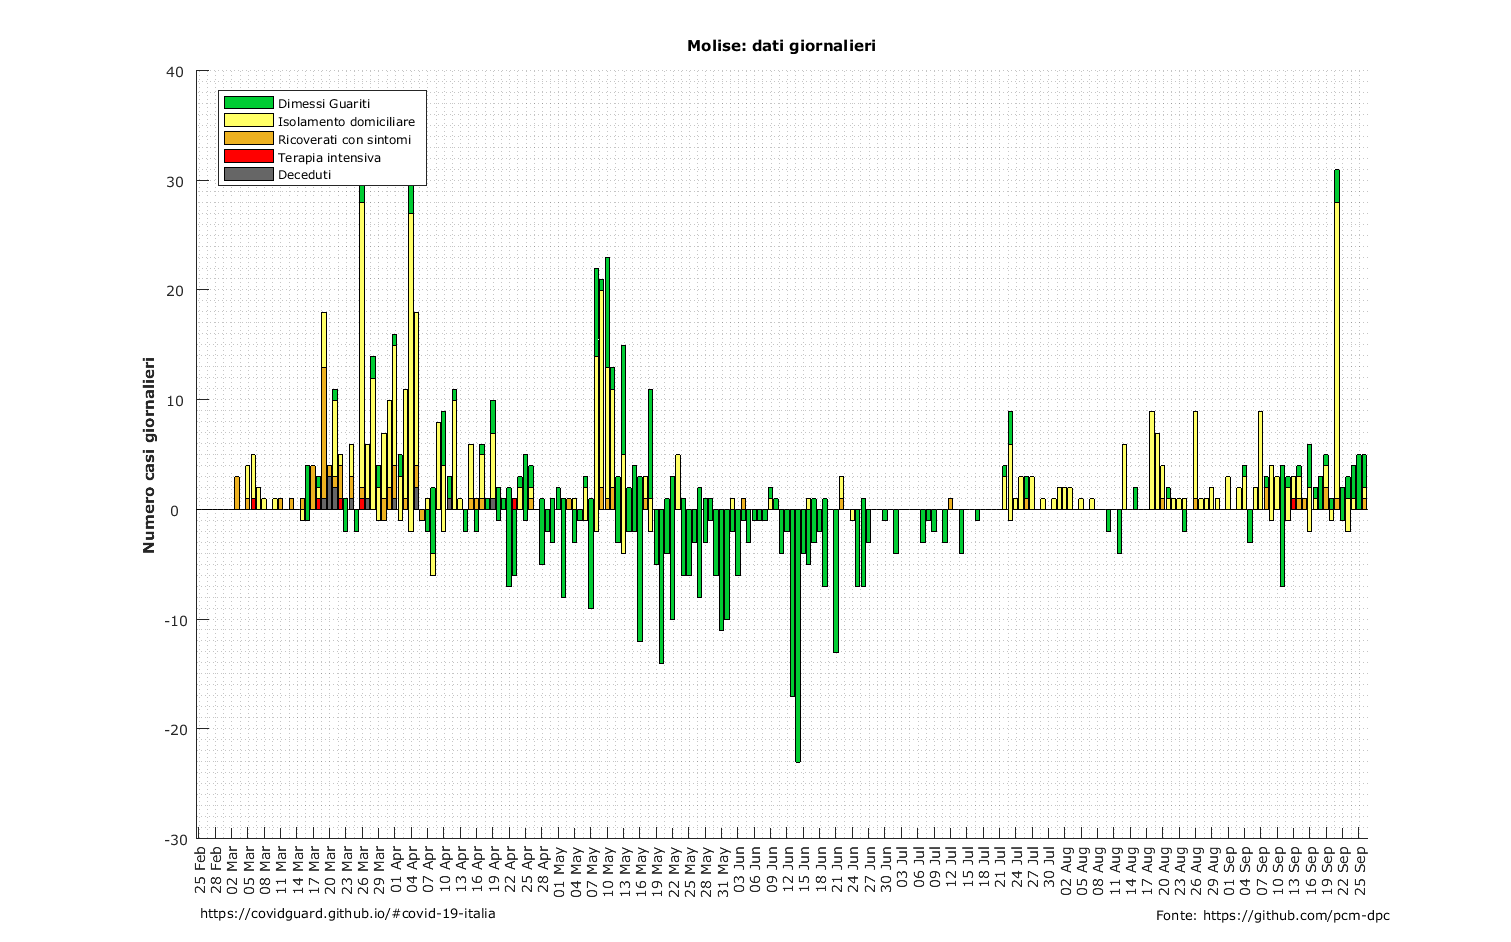 Molise: dati giornalieri
40
30
20
10
0
-10
-20
-30
Numero casi giornalieri
Dimessi Guariti
Isolamento domiciliare
Ricoverati con sintomi
Terapia intensiva
Deceduti
25 Feb
28 Feb
02 Mar
05 Mar
08 Mar
11 Mar
14 Mar
17 Mar
20 Mar
23 Mar
26 Mar
29 Mar
01 Apr
04 Apr
07 Apr
10 Apr
13 Apr
16 Apr
19 Apr
22 Apr
25 Apr
28 Apr
01 May
04 May
07 May
10 May
13 May
16 May
19 May
22 May
25 May
28 May
31 May
03 Jun
06 Jun
09 Jun
12 Jun
15 Jun
18 Jun
21 Jun
24 Jun
27 Jun
30 Jun
03 Jul
06 Jul
09 Jul
12 Jul
15 Jul
18 Jul
21 Jul
24 Jul
27 Jul
30 Jul
02 Aug
05 Aug
08 Aug
11 Aug
14 Aug
17 Aug
20 Aug
23 Aug
26 Aug
29 Aug
01 Sep
04 Sep
07 Sep
10 Sep
13 Sep
16 Sep
19 Sep
22 Sep
25 Sep
https://covidguard.github.io/#covid-19-italia
Fonte: https://github.com/pcm-dpc